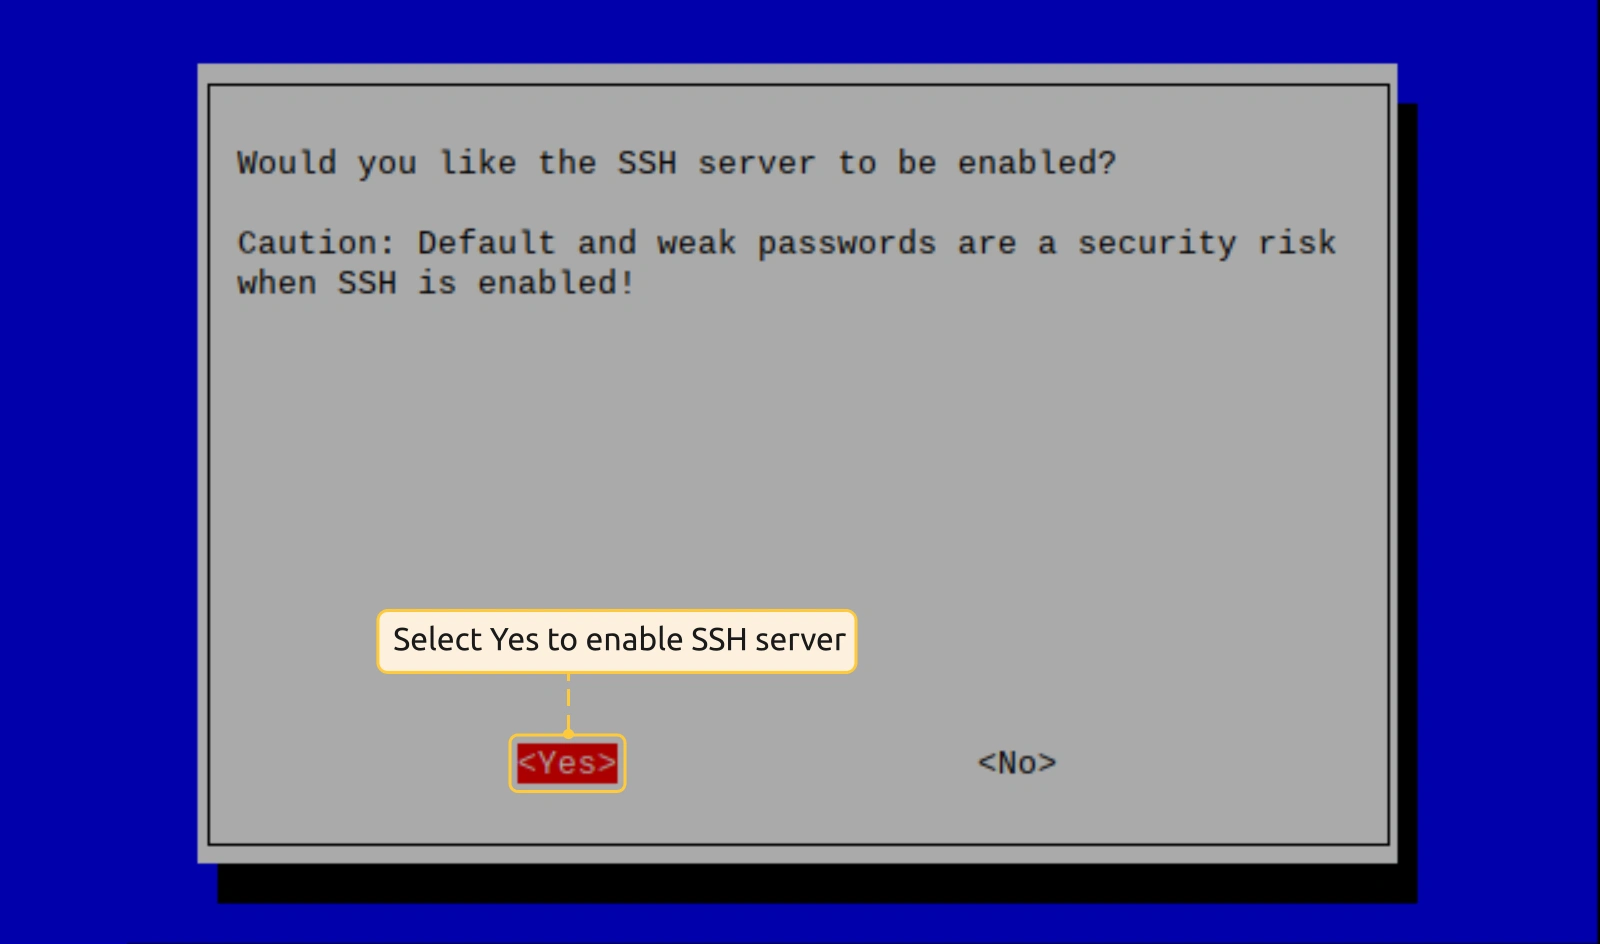 Would you like the SSH server to be enabled?
Caution: Default and weak passwords are a security risk
when SSH is enabled!
Select Yes to enable SSH server
<Yes> <No>